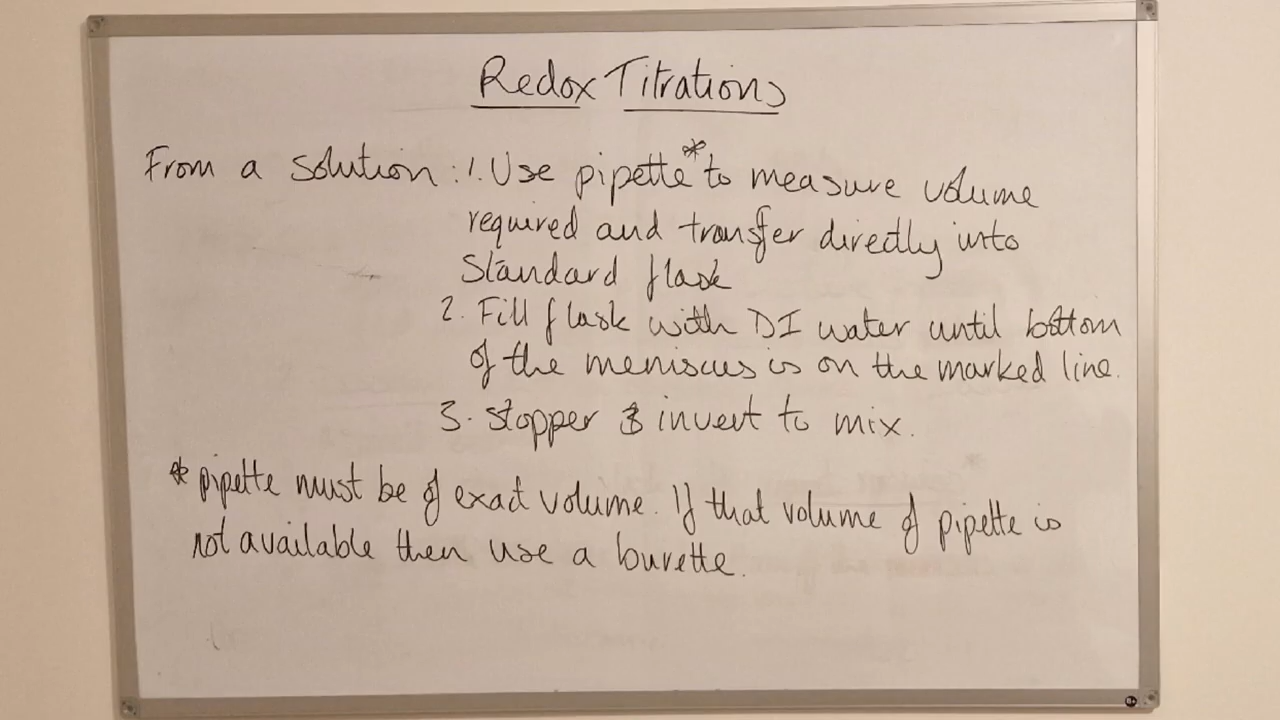 Redox Titrations
From a solution: 1. Use pipette* to measure volume
required and transfer directly into
Standard flask
2. Fill flask with DI water until bottom
of the meniscus is on the marked line.
3. Stopper & invert to mix.
* pipette must be of exact volume. If that volume of pipette is
not available then use a burette.